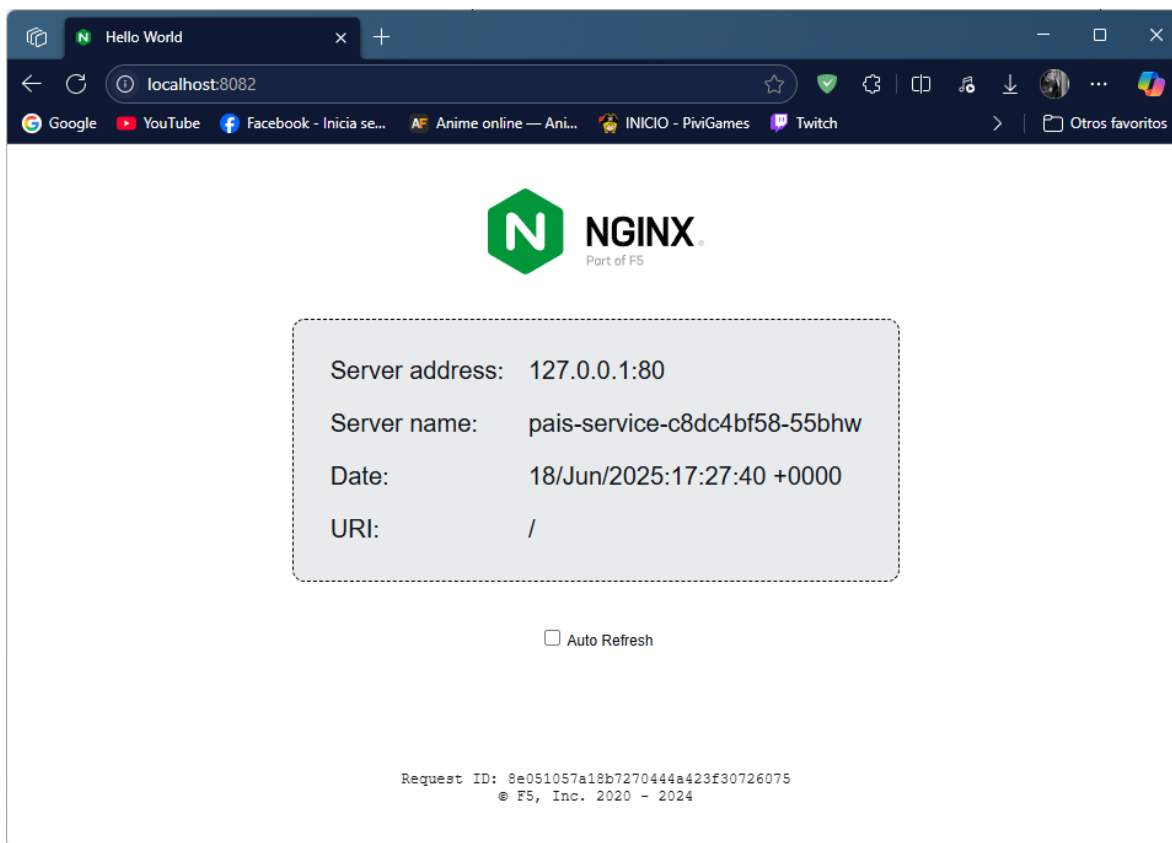 Hello World
localhost:8082
Google YouTube Facebook - Inicia se... AF Anime online — Ani... INICIO - PiviGames Twitch Otros favoritos
N NGINX.
Part of F5
Server address: 127.0.0.1:80
Server name: pais-service-c8dc4bf58-55bhw
Date: 18/Jun/2025:17:27:40 +0000
URI: /
Auto Refresh
Request ID: 8e051057a18b7270444a423f30726075
© F5, Inc. 2020 - 2024